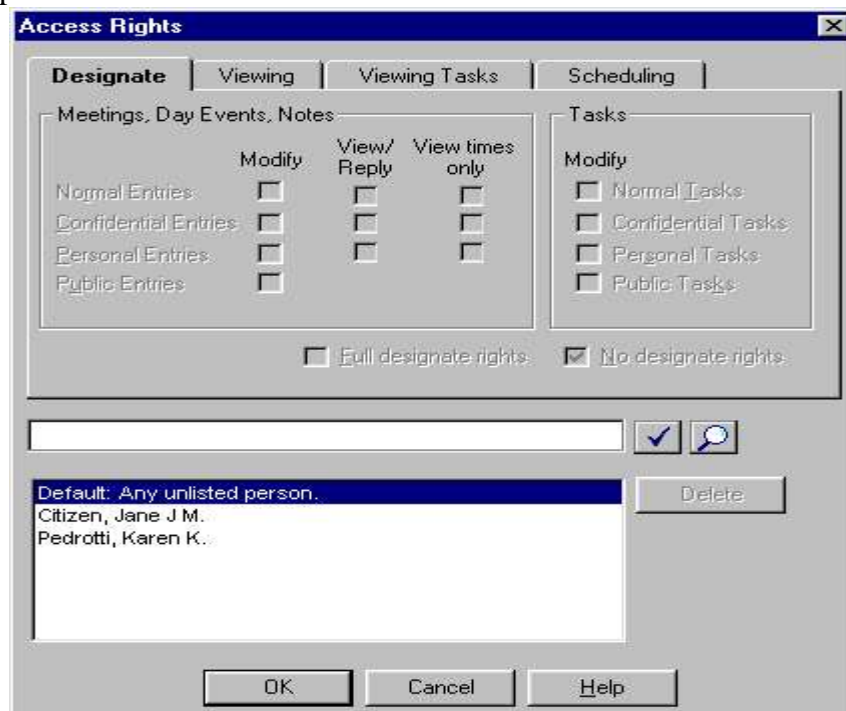 Access Rights
Designate Viewing Viewing Tasks Scheduling
Meetings, Day Events, Notes
Modify View/ Reply View times only
Normal Entries
Confidential Entries
Personal Entries
Public Entries
Tasks
Modify
Normal Tasks
Confidential Tasks
Personal Tasks
Public Tasks
Full designate rights No designate rights
Default: Any unlisted person.
Delete
Citizen, Jane J M.
Pedrotti, Karen K.
OK Cancel Help